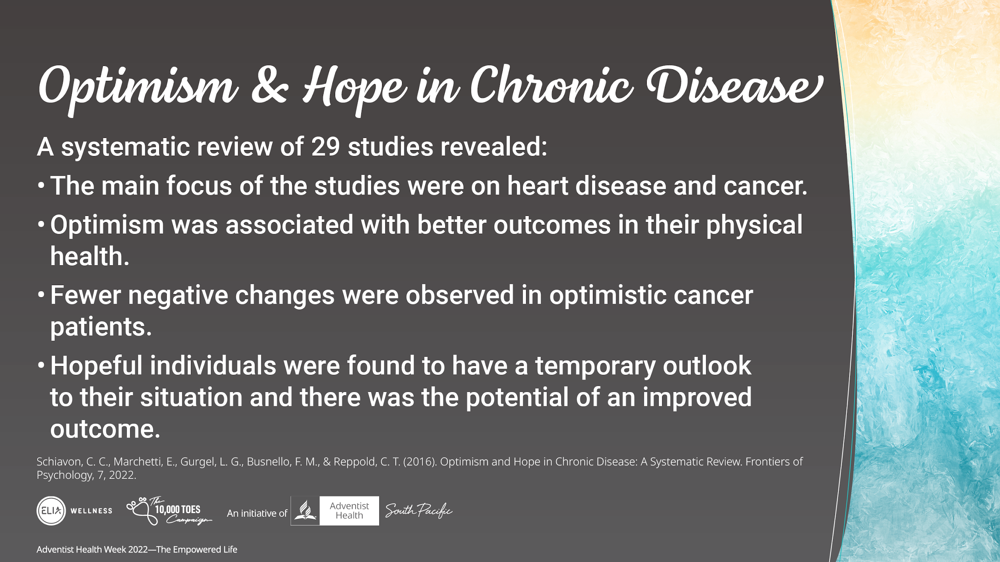 Optimism & Hope in Chronic Disease
A systematic review of 29 studies revealed:
• The main focus of the studies were on heart disease and cancer.
• Optimism was associated with better outcomes in their physical
health.
• Fewer negative changes were observed in optimistic cancer
patients.
• Hopeful individuals were found to have a temporary outlook
to their situation and there was the potential of an improved
outcome.
Schiavon, C. C., Marchetti, E., Gurgel, L. G., Busnello, F. M., & Reppold, C. T. (2016). Optimism and Hope in Chronic Disease: A Systematic Review. Frontiers of
Psychology, 7, 2022.
ELIA WELLNESS
The
10,000 TOES
Campaign
An initiative of
Adventist
Health
South Pacific
Adventist Health Week 2022—The Empowered Life